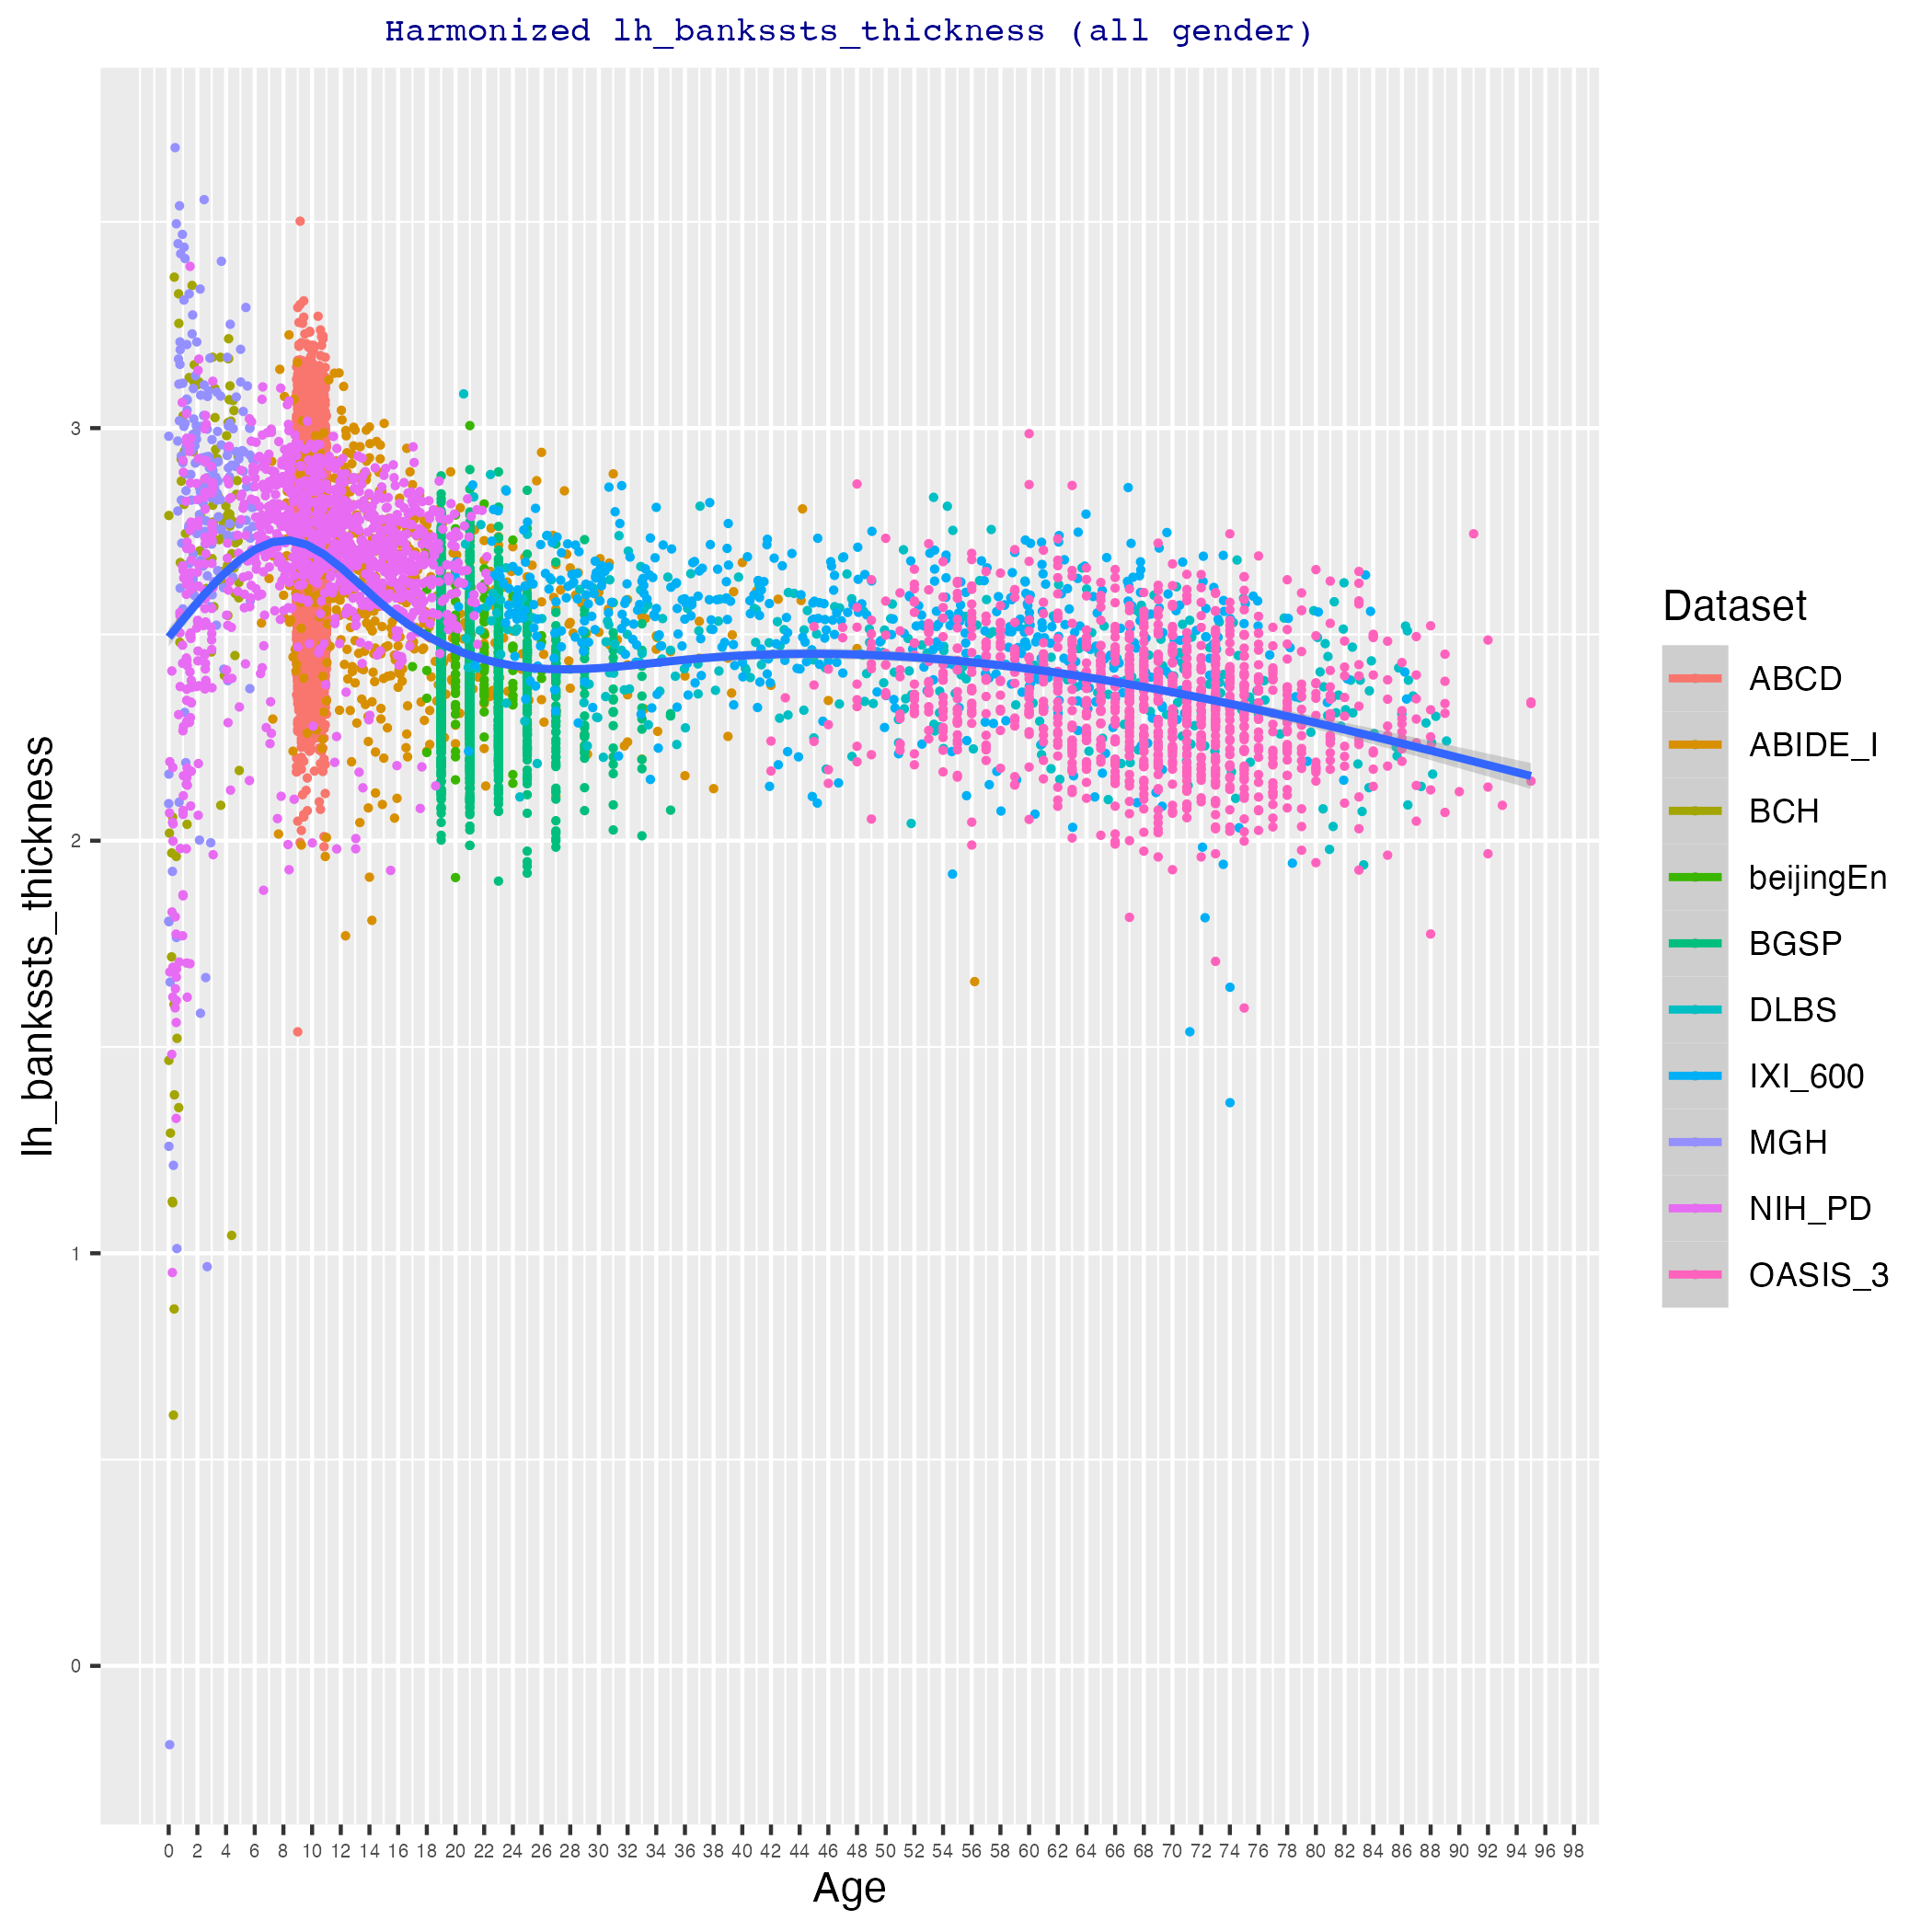 Harmonized lh_bankssts_thickness (all gender)
lh_bankssts_thickness
3
2
1
0
0 2 4 6 8 10 12 14 16 18 20 22 24 26 28 30 32 34 36 38 40 42 44 46 48 50 52 54 56 58 60 62 64 66 68 70 72 74 76 78 80 82 84 86 88 90 92 94 96 98
Age
Dataset
ABCD
ABIDE_I
BCH
beijingEn
BGSP
DLBS
IXI_600
MGH
NIH_PD
OASIS_3